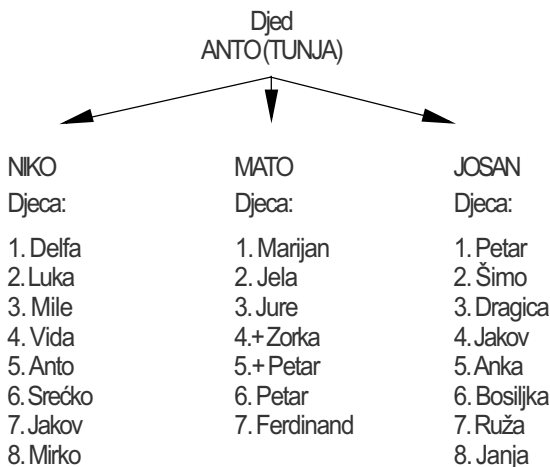 Djed
ANTO (TUNJA)
NIKO
Djeca:
1. Delfa
2. Luka
3. Mile
4. Vida
5. Anto
6. Srećko
7. Jakov
8. Mirko
MATO
Djeca:
1. Marijan
2. Jela
3. Jure
4.+ Zorka
5.+ Petar
6. Petar
7. Ferdinand
JOSAN
Djeca:
1. Petar
2. Šimo
3. Dragica
4. Jakov
5. Anka
6. Bosiljka
7. Ruža
8. Janja